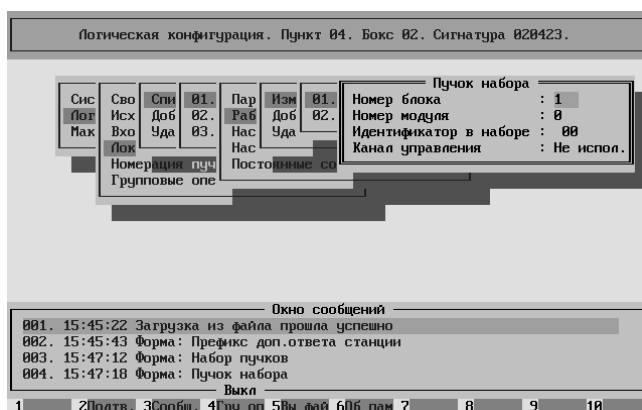 Логическая конфигурация. Пункт 04. Бокс 02. Сигнатура 020423.
Пучок набора
Сис Сво Спи 01. Пар Изм 01. Номер блока : 1
Лог Исх Доб 02. Раб Доб 02. Номер модуля : 0
Мак Вхо Уда 03. Нас Уда Идентификатор в наборе : 00
Лок Нас Канал управления : Не испол.
Номерация пуч Постоянные со
Групповые опе
Окно сообщений
001. 15:45:22 Загрузка из файла прошла успешно
002. 15:45:43 Форма: Префикс доп.ответа станции
003. 15:47:12 Форма: Набор пучков
004. 15:47:18 Форма: Пучок набора
Выкл
1 2Подтв. 3Сообщ. 4Гру оп 5Вы фай 6Об пам 7 8 9 10